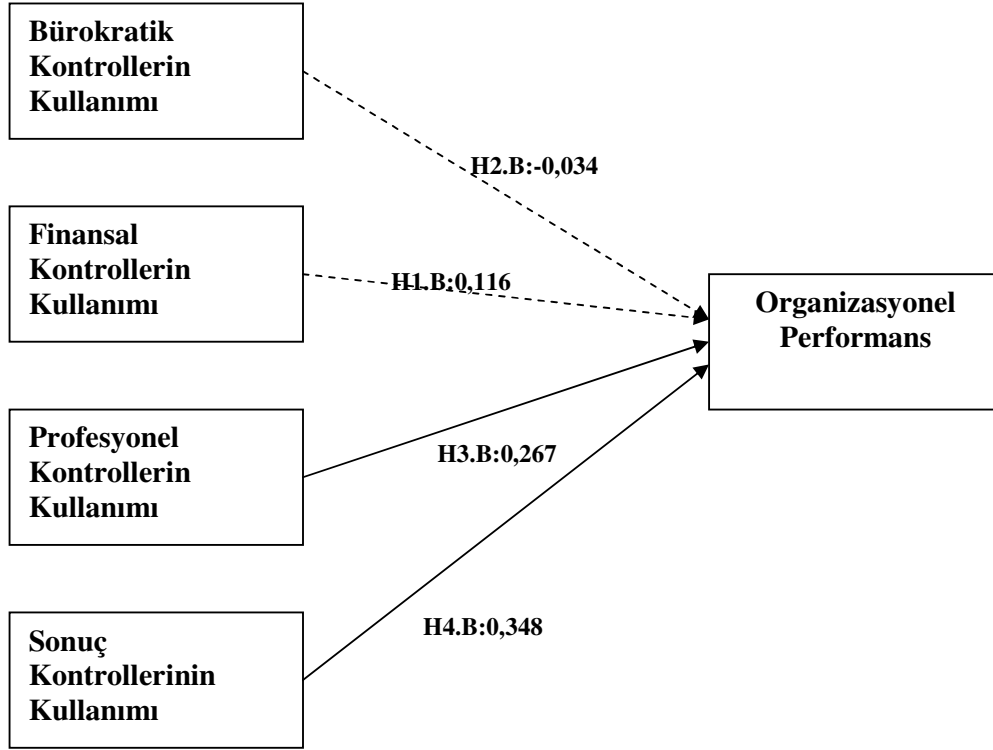 Bürokratik
Kontrollerin
Kullanımı
H2.B:-0,034
Finansal
Kontrollerin
Kullanımı
H1.B:0,116
Organizasyonel
Performans
Profesyonel
Kontrollerin
Kullanımı
H3.B:0,267
H4.B:0,348
Sonuç
Kontrollerinin
Kullanımı